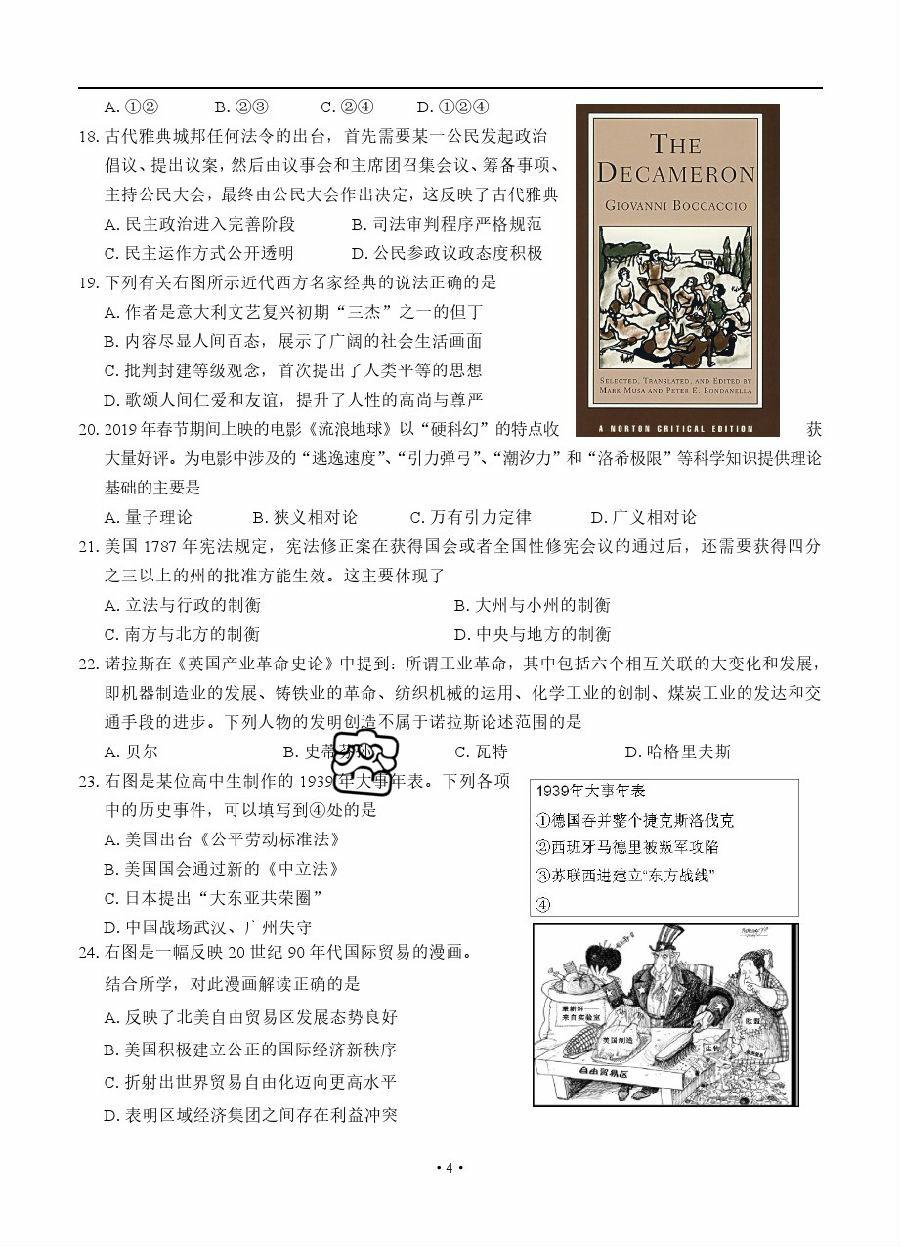 A. ①② B. ②③ C. ②④ D. ①②④
18. 古代雅典城邦任何法令的出台，首先需要某一公民发起政治
倡议、提出议案，然后由议事会和主席团召集会议、筹备事项、
主持公民大会，最终由公民大会作出决定，这反映了古代雅典
A. 民主政治进入完善阶段 B. 司法审判程序严格规范
C. 民主运作方式公开透明 D. 公民参政议政态度积极
19. 下列有关右图所示近代西方名家经典的说法正确的是
A. 作者是意大利文艺复兴初期“三杰”之一的但丁
B. 内容尽显人间百态，展示了广阔的社会生活画面
C. 批判封建等级观念，首次提出了人类平等的思想
D. 歌颂人间仁爱和友谊，提升了人性的高尚与尊严
THE
DECAMERON
GIOVANNI BOCCACCIO
SELECTED, TRANSLATED, AND EDITED BY
MARK MUSA AND PETER E. BONDANELLA
A NORTON CRITICAL EDITION
20. 2019 年春节期间上映的电影《流浪地球》以“硬科幻”的特点收 获
大量好评。为电影中涉及的“逃逸速度”、“引力弹弓”、“潮汐力”和“洛希极限”等科学知识提供理论
基础的主要是
A. 量子理论 B. 狭义相对论 C. 万有引力定律 D. 广义相对论
21. 美国 1787 年宪法规定，宪法修正案在获得国会或者全国性修宪会议的通过后，还需要获得四分
之三以上的州的批准方能生效。这主要体现了
A. 立法与行政的制衡 B. 大州与小州的制衡
C. 南方与北方的制衡 D. 中央与地方的制衡
22. 诺拉斯在《英国产业革命史论》中提到：所谓工业革命，其中包括六个相互关联的大变化和发展，
即机器制造业的发展、铸铁业的革命、纺织机械的运用、化学工业的创制、煤炭工业的发达和交
通手段的进步。下列人物的发明创造不属于诺拉斯论述范围的是
A. 贝尔 B. 史蒂芬孙 C. 瓦特 D. 哈格里夫斯
23. 右图是某位高中生制作的 1939 年大事年表。下列各项
中的历史事件，可以填写到④处的是
A. 美国出台《公平劳动标准法》
B. 美国国会通过新的《中立法》
C. 日本提出“大东亚共荣圈”
D. 中国战场武汉、广州失守
1939年大事年表
①德国吞并整个捷克斯洛伐克
②西班牙马德里被叛军攻陷
③苏联西进建立“东方战线”
④
24. 右图是一幅反映 20 世纪 90 年代国际贸易的漫画。
结合所学，对此漫画解读正确的是
A. 反映了北美自由贸易区发展态势良好
B. 美国积极建立公正的国际经济新秩序
C. 折射出世界贸易自由化迈向更高水平
D. 表明区域经济集团之间存在利益冲突
来自实验室
美国制造
自由贸易区
·4·